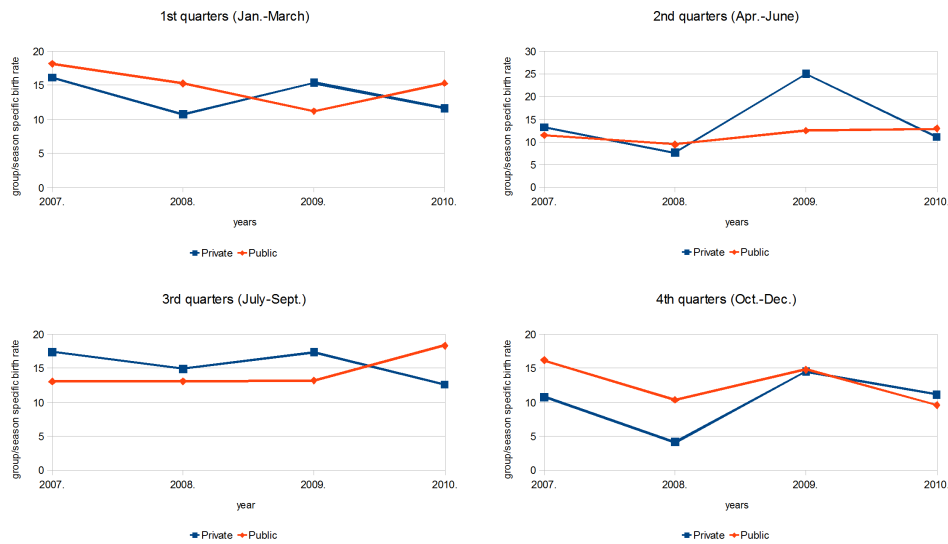 1st quarters (Jan.-March)
group/season specific birth rate
20
15
10
5
0
2007.
2008.
2009.
2010.
years
Private
Public
2nd quarters (Apr.-June)
group/season specific birth rate
30
25
20
15
10
5
0
2007.
2008.
2009.
2010.
years
Private
Public
3rd quarters (July-Sept.)
group/season specific birth rate
20
15
10
5
0
2007.
2008.
2009.
2010.
year
Private
Public
4th quarters (Oct.-Dec.)
group/season specific birth rate
20
15
10
5
0
2007.
2008.
2009.
2010.
years
Private
Public